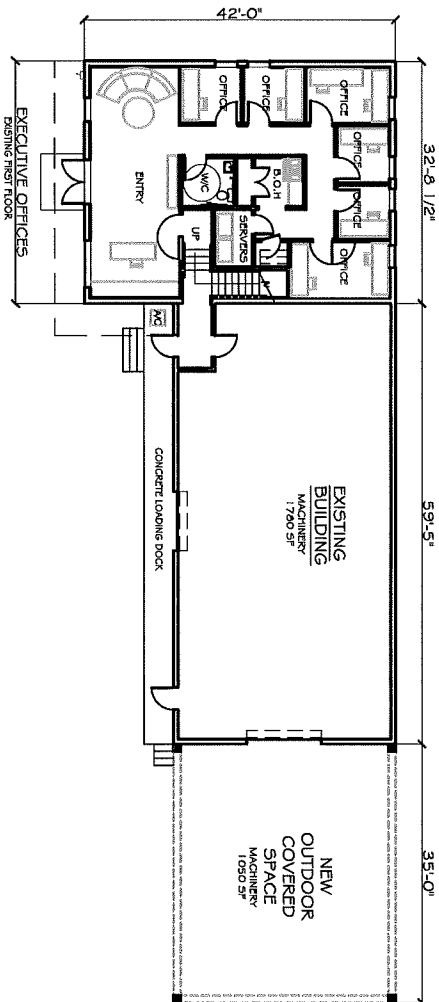 42'-0"
32'-8 1/2"
59'-5"
35'-0"
OFFICE
OFFICE
OFFICE
OFFICE
OFFICE
OFFICE
ENTRY
W/C
B.O.H
SERVERS
UP
EXECUTIVE OFFICES
EXISTING FIRST FLOOR
AC
CONCRETE LOADING DOCK
EXISTING
BUILDING
MACHINERY
1780 SF
NEW
OUTDOOR
COVERED
SPACE
MACHINERY
1050 SF